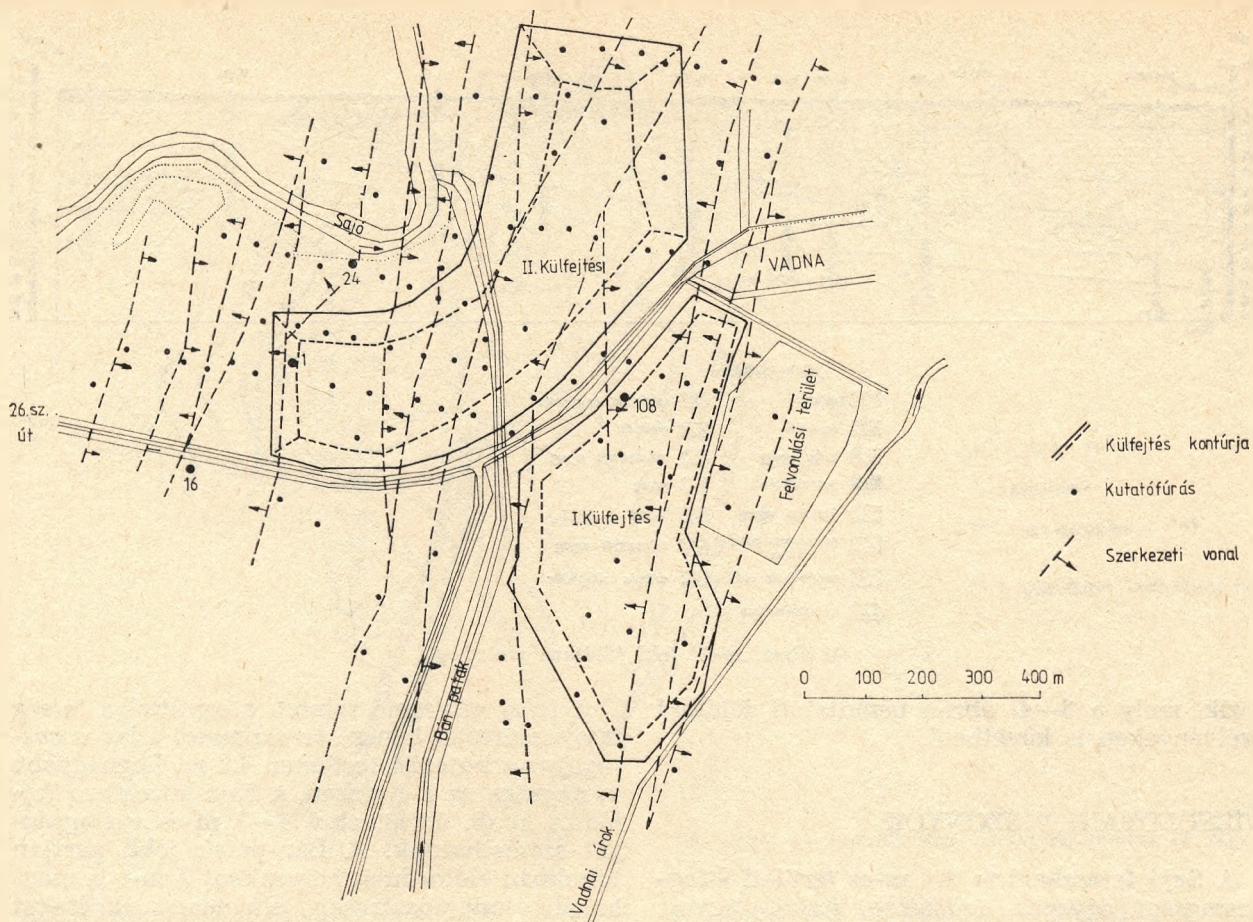 Sajó
24
II. Külfejtés
VADNA
1
26.sz.
út
16
108
Felvonulási terület
I. Külfejtés
Bán patak
Vadnai árok
Külfejtés kontúrja
Kutatófúrás
Szerkezeti vonal
0 100 200 300 400 m